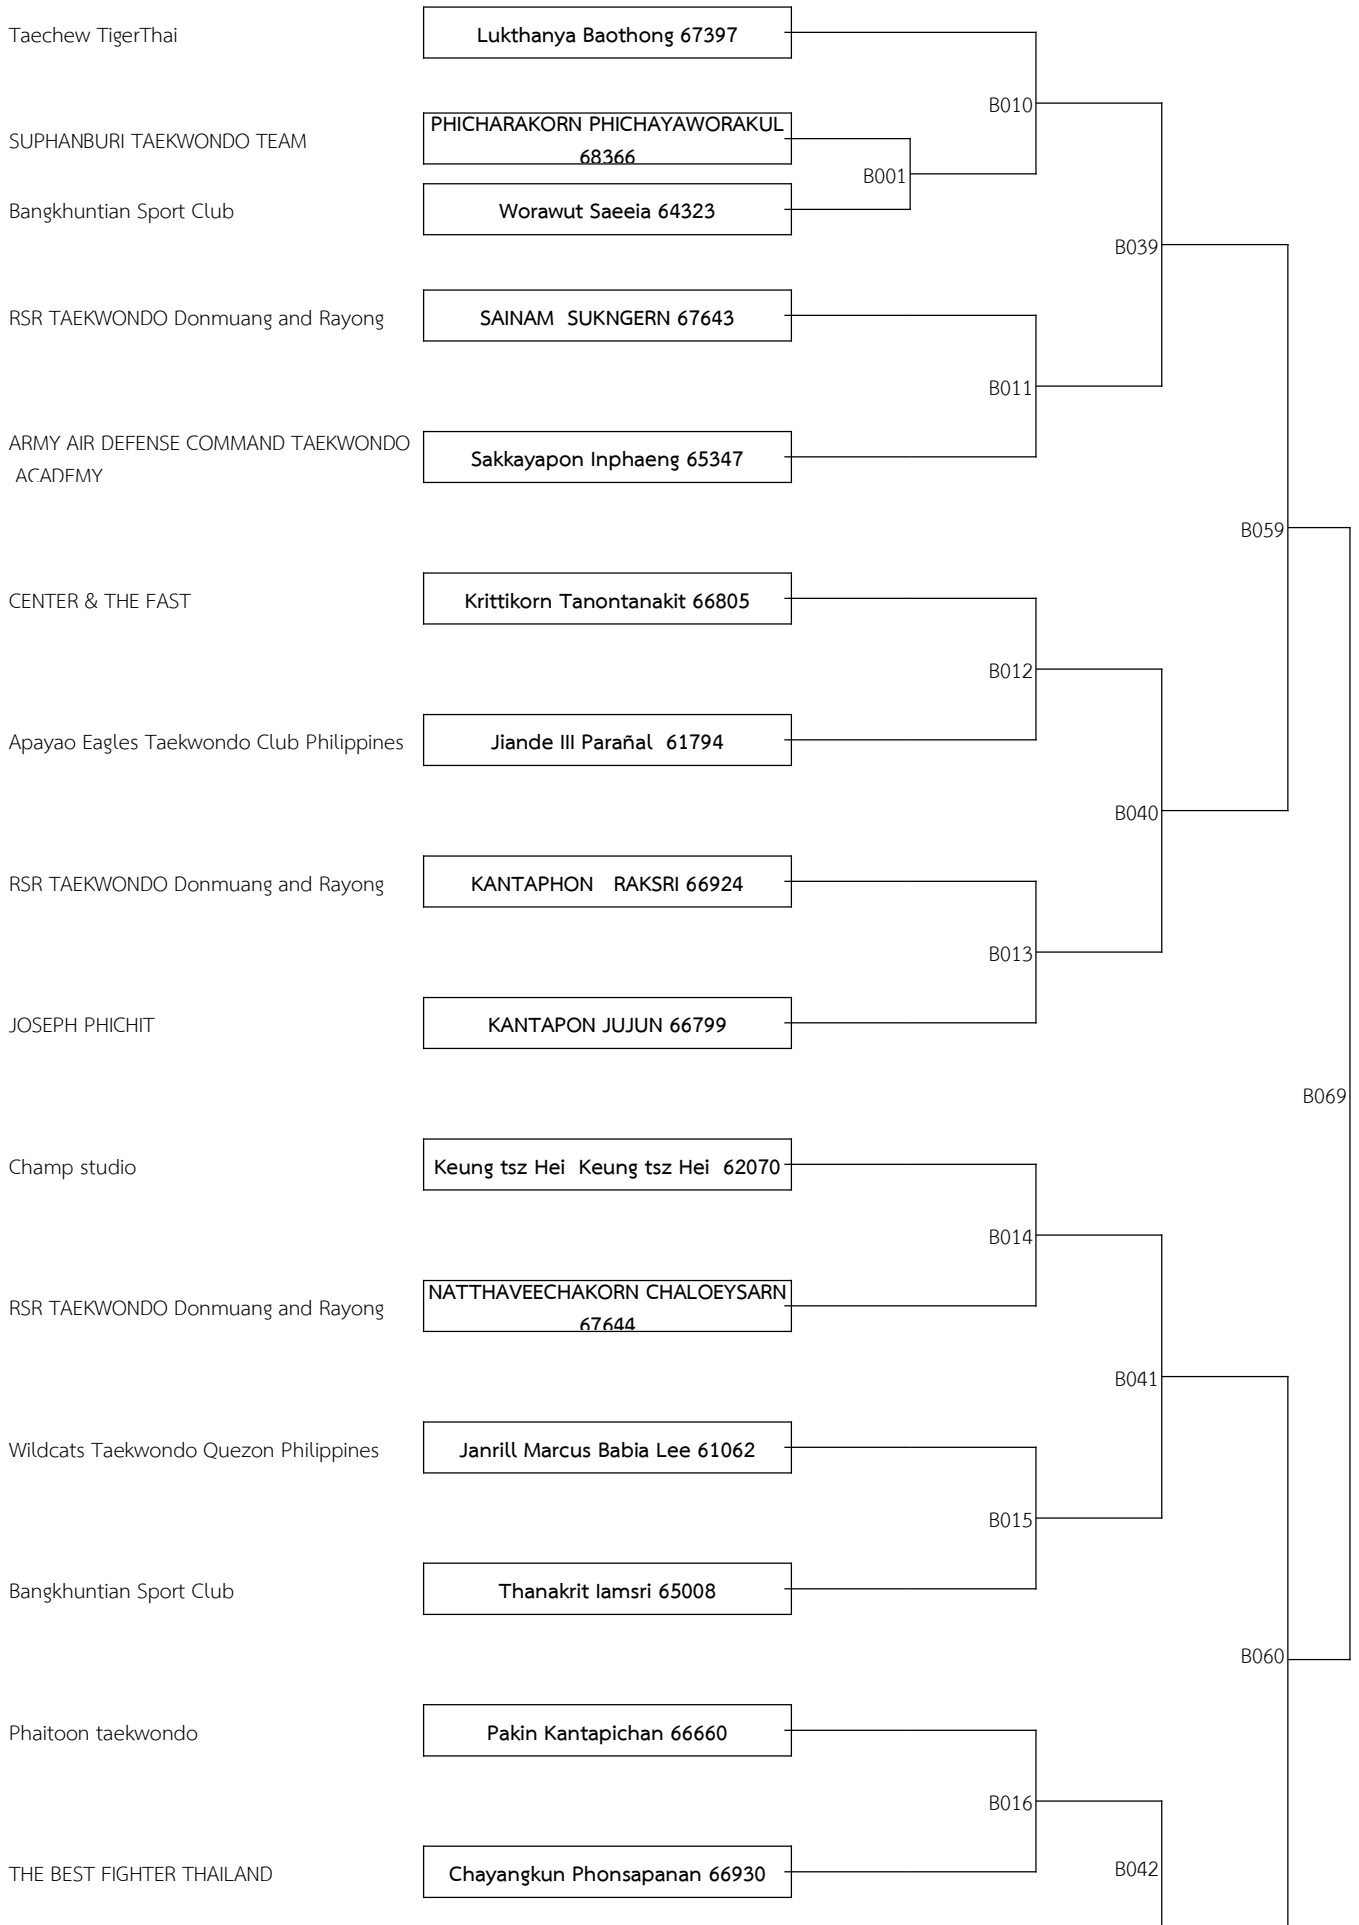 Taechew TigerThai
Lukthanya Baothong 67397
B010
SUPHANBURI TAEKWONDO TEAM
PHICHARAKORN PHICHAYAWORAKUL
68366
B001
Bangkhuntian Sport Club
Worawut Saeeia 64323
B039
RSR TAEKWONDO Donmuang and Rayong
SAINAM  SUKNGERN 67643
B011
ARMY AIR DEFENSE COMMAND TAEKWONDO
ACADEMY
Sakkayapon Inphaeng 65347
B059
CENTER & THE FAST
Krittikorn Tanontanakit 66805
B012
Apayao Eagles Taekwondo Club Philippines
Jiande III Parañal  61794
B040
RSR TAEKWONDO Donmuang and Rayong
KANTAPHON   RAKSRI 66924
B013
JOSEPH PHICHIT
KANTAPON JUJUN 66799
B069
Champ studio
Keung tsz Hei  Keung tsz Hei  62070
B014
RSR TAEKWONDO Donmuang and Rayong
NATTHAVEECHAKORN CHALOEYSARN
67644
B041
Wildcats Taekwondo Quezon Philippines
Janrill Marcus Babia Lee 61062
B015
Bangkhuntian Sport Club
Thanakrit Iamsri 65008
B060
Phaitoon taekwondo
Pakin Kantapichan 66660
B016
THE BEST FIGHTER THAILAND
Chayangkun Phonsapanan 66930
B042